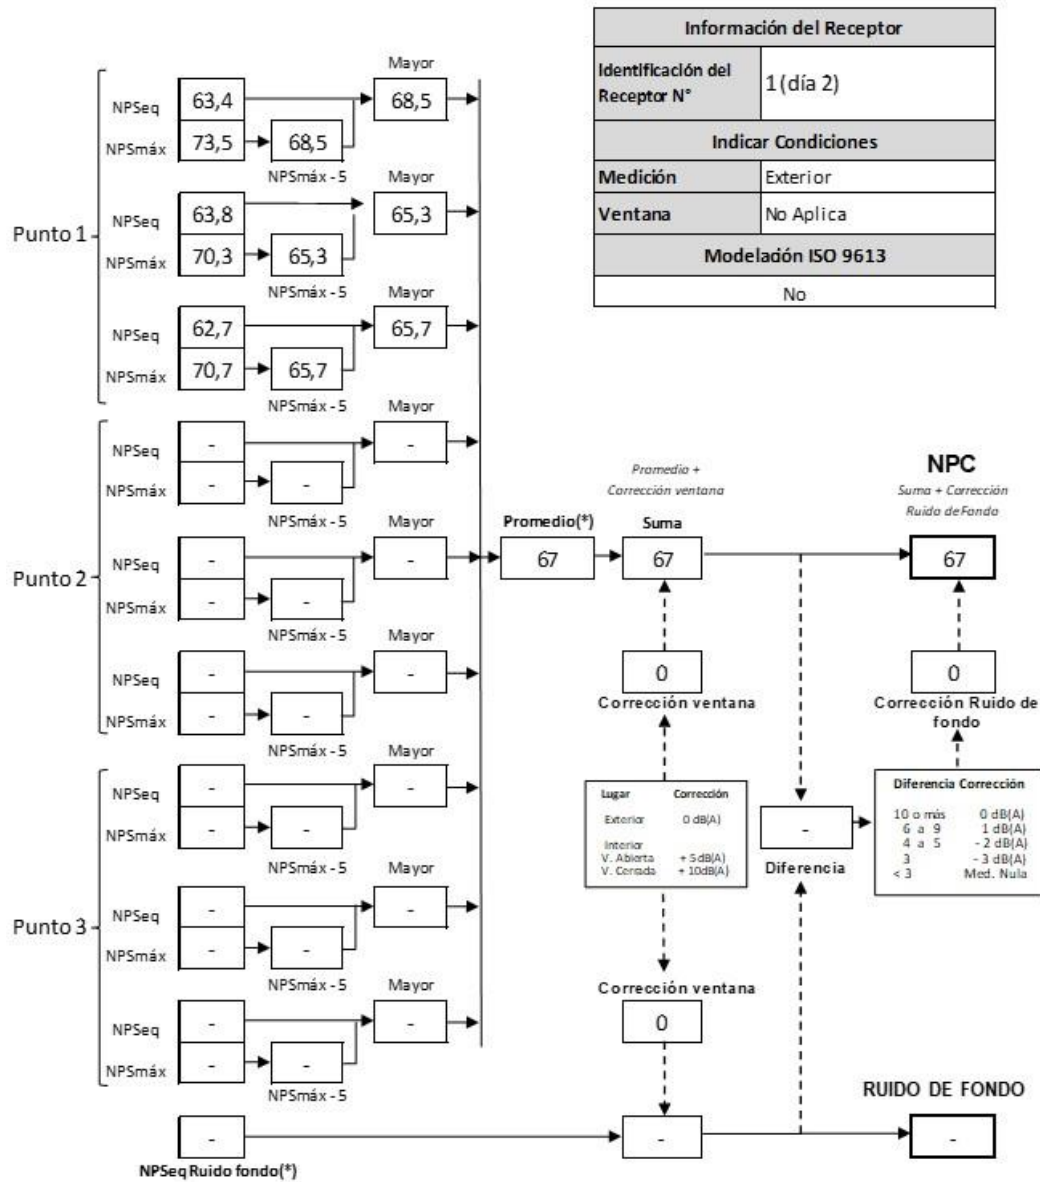 Información del Receptor
Identificación del Receptor N°
1 (día 2)
Indicar Condiciones
Medición
Exterior
Ventana
No Aplica
Modelación ISO 9613
No
Punto 1
Mayor
NPSeq
63,4
68,5
NPSmáx
73,5
68,5
NPSmáx - 5
Mayor
NPSeq
63,8
65,3
NPSmáx
70,3
65,3
NPSmáx - 5
Mayor
NPSeq
62,7
65,7
NPSmáx
70,7
65,7
NPSmáx - 5
Punto 2
Mayor
NPSeq
-
-
NPSmáx
-
-
NPSmáx - 5
Mayor
NPSeq
-
-
NPSmáx
-
-
NPSmáx - 5
Mayor
NPSeq
-
-
NPSmáx
-
-
NPSmáx - 5
Punto 3
Mayor
NPSeq
-
-
NPSmáx
-
-
NPSmáx - 5
Mayor
NPSeq
-
-
NPSmáx
-
-
NPSmáx - 5
Mayor
NPSeq
-
-
NPSmáx
-
-
NPSmáx - 5
-
NPSeq Ruido fondo(*)
Promedio(*)
67
Promedio +
Corrección ventana
Suma
67
0
Corrección ventana
Lugar Corrección
Exterior 0 dB(A)
Interior
V. Abierta + 5dB(A)
V. Cerrada + 10dB(A)
Corrección ventana
0
-
-
Diferencia
NPC
Suma + Corrección
Ruido de Fondo
67
0
Corrección Ruido de
fondo
Diferencia Corrección
10 o más 0 dB(A)
6 a 9 1 dB(A)
4 a 5 - 2 dB(A)
3 - 3 dB(A)
< 3 Med. Nula
RUIDO DE FONDO
-